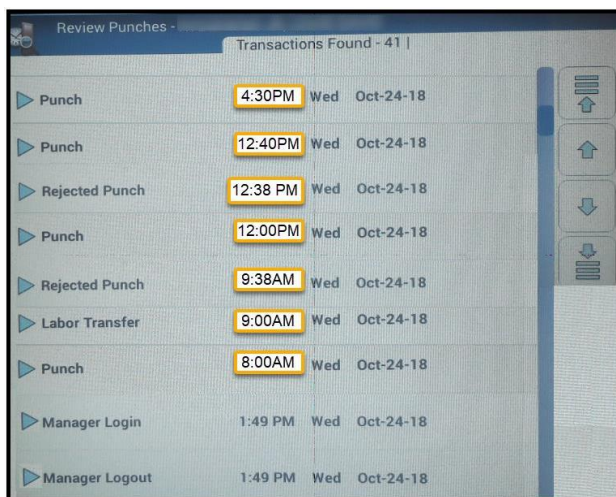 Review Punches -
Transactions Found - 41 |
Punch 4:30PM Wed Oct-24-18
Punch 12:40PM Wed Oct-24-18
Rejected Punch 12:38 PM Wed Oct-24-18
Punch 12:00PM Wed Oct-24-18
Rejected Punch 9:38AM Wed Oct-24-18
Labor Transfer 9:00AM Wed Oct-24-18
Punch 8:00AM Wed Oct-24-18
Manager Login 1:49 PM Wed Oct-24-18
Manager Logout 1:49 PM Wed Oct-24-18